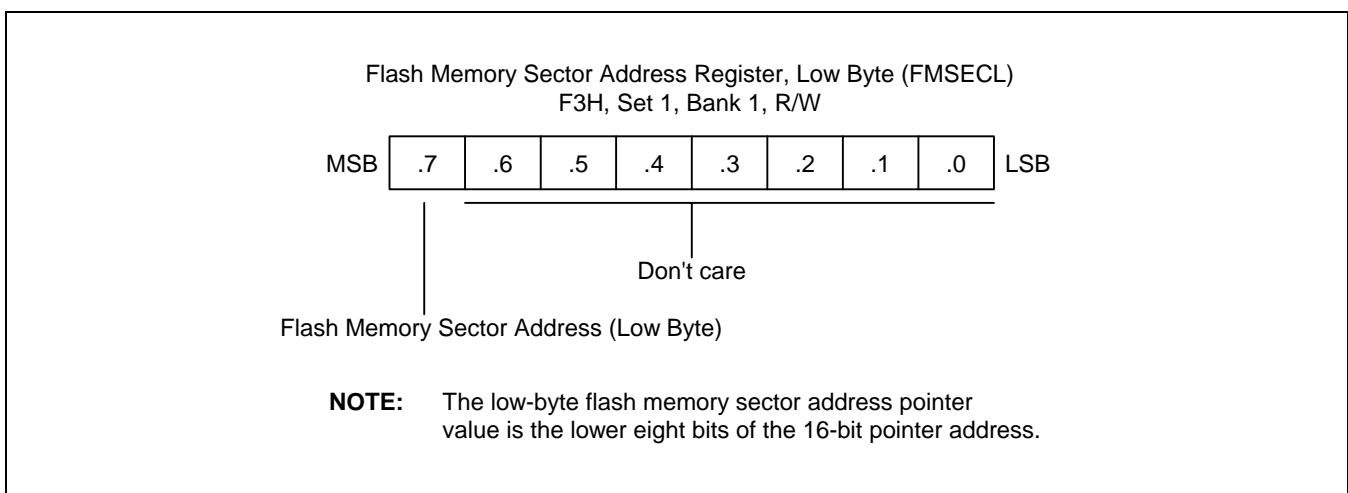 Flash Memory Sector Address Register, Low Byte (FMSECL)
F3H, Set 1, Bank 1, R/W
MSB .7 .6 .5 .4 .3 .2 .1 .0 LSB
Don't care
Flash Memory Sector Address (Low Byte)
NOTE: The low-byte flash memory sector address pointer
value is the lower eight bits of the 16-bit pointer address.